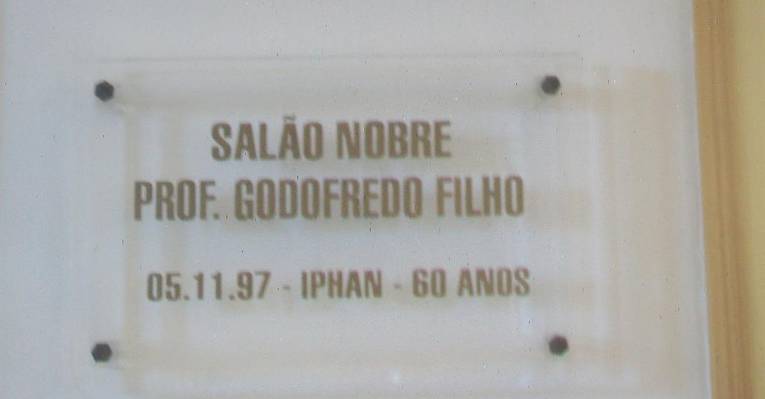 SALÃO NOBRE
PROF. GODOFREDO FILHO
05.11.97 - IPHAN - 60 ANOS